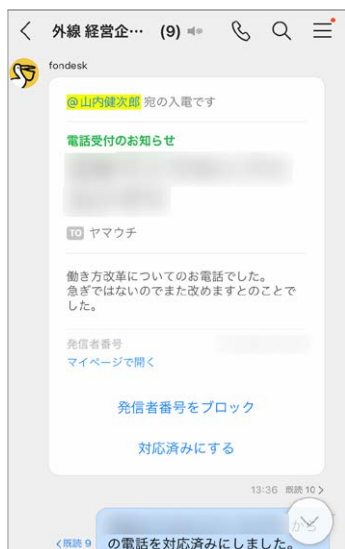 外線 経営企… (9)
fondesk
@山内健次郎 宛の入電です
電話受付のお知らせ
TO ヤマウチ
働き方改革についてのお電話でした。
急ぎではないのでまた改めますとのことで
した。
発信者番号
マイページで開く
発信者番号をブロック
対応済みにする
13:36 既読 10
から
既読 9 の電話を対応済みにしました。